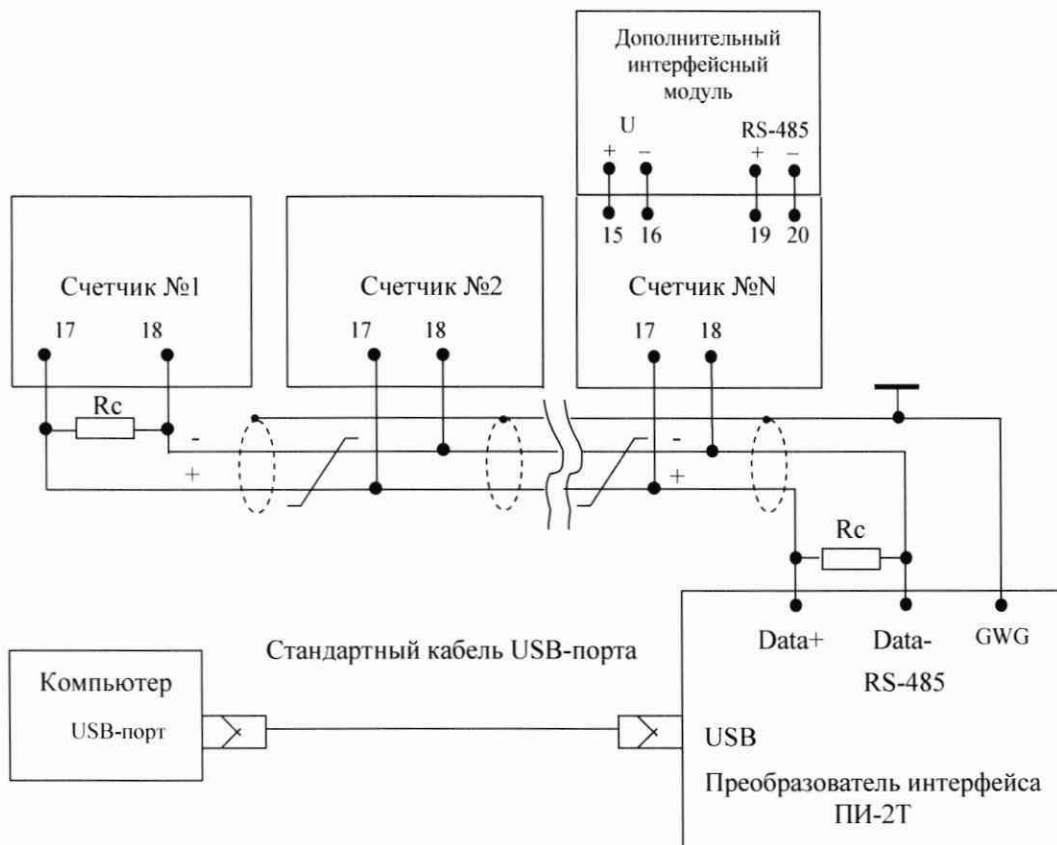 Дополнительный
интерфейсный
модуль
U
RS-485
+ –
+ –
15 16
19 20
Счетчик №1
Счетчик №2
Счетчик №N
17 18
17 18
17 18
Rc
-
+
-
+
Rc
Data+ Data- GWG
RS-485
Стандартный кабель USB-порта
Компьютер
USB-порт
USB
Преобразователь интерфейса
ПИ-2Т